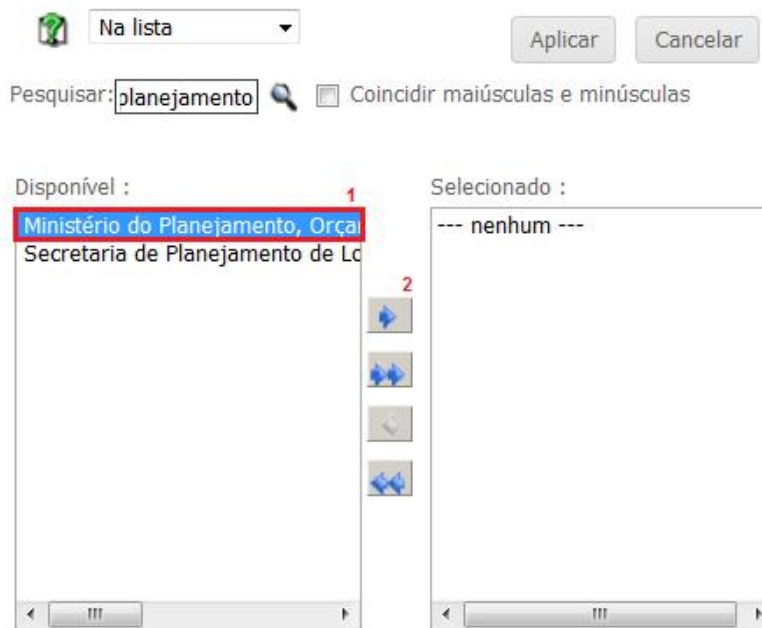 Na lista
Aplicar Cancelar
Pesquisar: planejamento Coincidir maiúsculas e minúsculas
Disponível : 1 Selecionado :
Ministério do Planejamento, Orça
--- nenhum ---
Secretaria de Planejamento de Lo
2